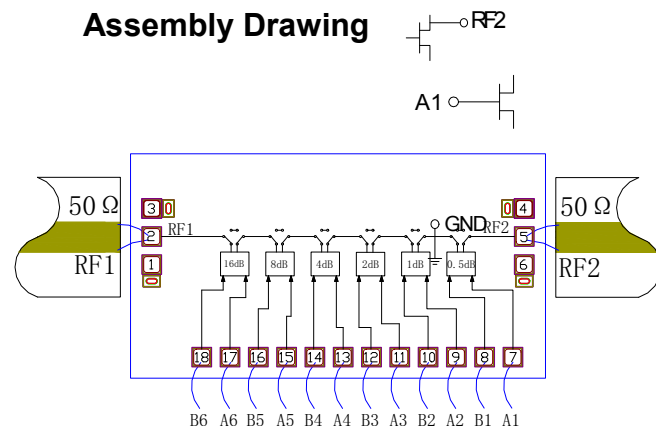 Assembly Drawing
RF2
A1
50 Ω
RF1
3
2
1
RF1
GND
RF2
4
5
6
50 Ω
RF2
16dB 8dB 4dB 2dB 1dB 0.5dB
18 17 16 15 14 13 12 11 10 9 8 7
B6 A6 B5 A5 B4 A4 B3 A3 B2 A2 B1 A1